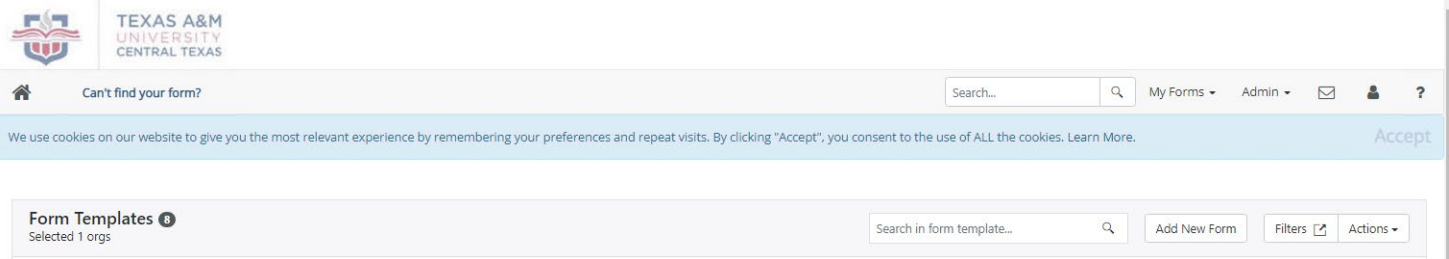 TEXAS A&M
UNIVERSITY
CENTRAL TEXAS
Can't find your form?
Search...
My Forms
Admin
?
We use cookies on our website to give you the most relevant experience by remembering your preferences and repeat visits. By clicking "Accept", you consent to the use of ALL the cookies. Learn More.
Accept
Form Templates 8
Selected 1 orgs
Search in form template...
Add New Form
Filters
Actions